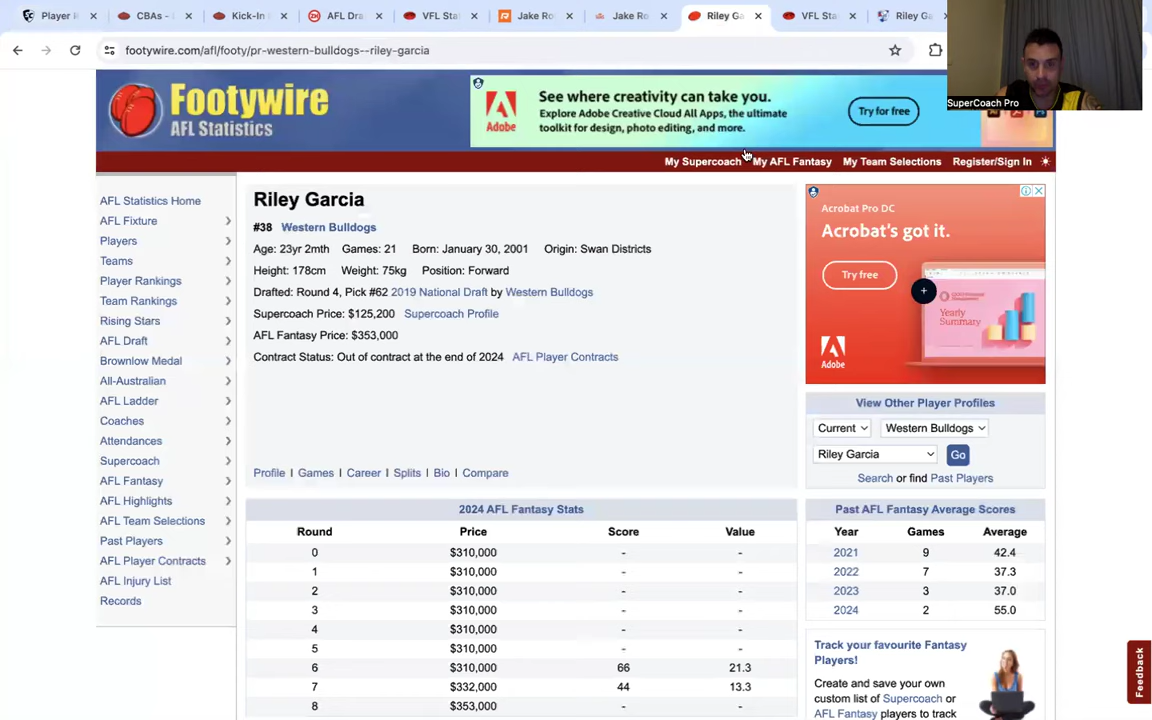 Player R
CBAs -
Kick-In
AFL Dra
VFL Sta
Jake Ro
Jake Ro
Riley Ga
VFL Sta
Riley Ga
footywire.com/afl/footy/pr-western-bulldogs--riley-garcia
SuperCoach Pro
Footywire
AFL Statistics
Adobe
See where creativity can take you.
Explore Adobe Creative Cloud All Apps, the ultimate
toolkit for design, photo editing, and more.
Try for free
My Supercoach
My AFL Fantasy
My Team Selections
Register/Sign In
AFL Statistics Home
AFL Fixture
Players
Teams
Player Rankings
Team Rankings
Rising Stars
AFL Draft
Brownlow Medal
All-Australian
AFL Ladder
Coaches
Attendances
Supercoach
AFL Fantasy
AFL Highlights
AFL Team Selections
Past Players
AFL Player Contracts
AFL Injury List
Records
Riley Garcia
#38 Western Bulldogs
Age: 23yr 2mth Games: 21 Born: January 30, 2001 Origin: Swan Districts
Height: 178cm Weight: 75kg Position: Forward
Drafted: Round 4, Pick #62 2019 National Draft by Western Bulldogs
Supercoach Price: $125,200 Supercoach Profile
AFL Fantasy Price: $353,000
Contract Status: Out of contract at the end of 2024 AFL Player Contracts
Profile I Games I Career I Splits I Bio I Compare
2024 AFL Fantasy Stats
Round Price Score Value
0 $310,000 - -
1 $310,000 - -
2 $310,000 - -
3 $310,000 - -
4 $310,000 - -
5 $310,000 - -
6 $310,000 66 21.3
7 $332,000 44 13.3
8 $353,000 - -
Acrobat Pro DC
Acrobat's got it.
Try free
Yearly
Summary
Adobe
View Other Player Profiles
Current Western Bulldogs
Riley Garcia Go
Search or find Past Players
Past AFL Fantasy Average Scores
Year Games Average
2021 9 42.4
2022 7 37.3
2023 3 37.0
2024 2 55.0
Track your favourite Fantasy
Players!
Create and save your own
custom list of Supercoach or
AFL Fantasy players to track
Feedback